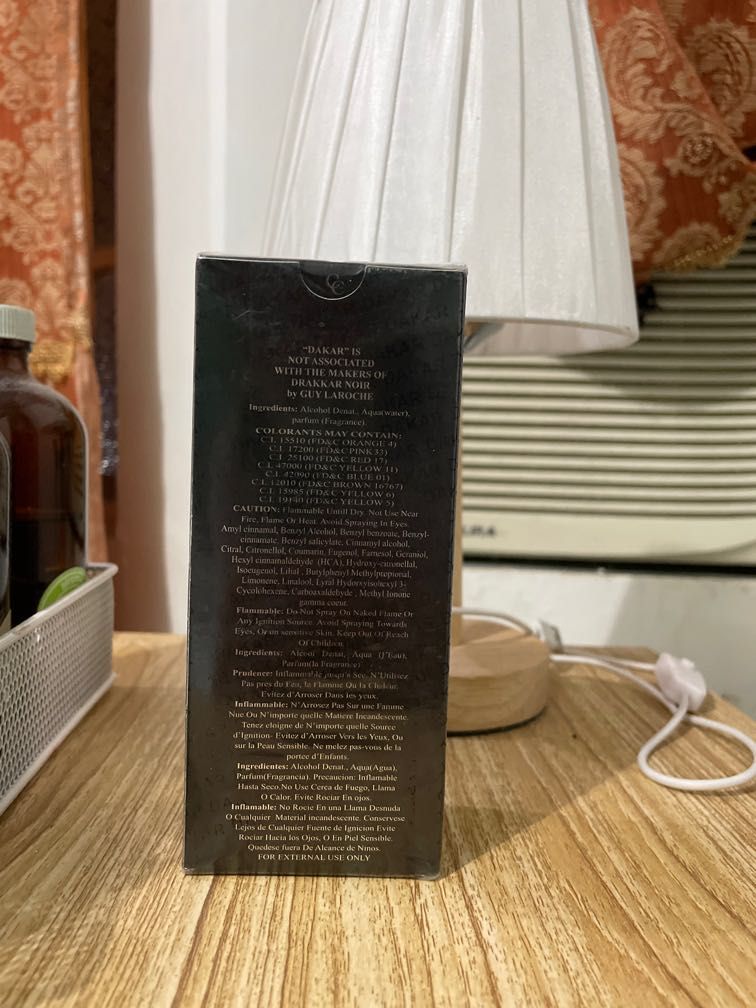 "DAKAR" IS
NOT ASSOCIATED
WITH THE MAKERS OF
DRAKKAR NOIR
by GUY LAROCHE
Ingredients: Alcohol Denat., Aqua(water),
parfum (Fragrance).
COLORANTS MAY CONTAIN:
C.I. 15510 (FD&C ORANGE 4)
C.I. 17200 (FD&C PINK 33)
C.I. 25100 (FD&C RED 17)
C.I. 47000 (FD&C YELLOW 11)
C.I. 42090 (FD&C BLUE 01)
C.I. 12010 (FD&C BROWN 16767)
C.I. 15985 (FD&C YELLOW 6)
C.I. 19140 (FD&C YELLOW 5)
CAUTION: Flammable Untill Dry. Not Use Near
Fire, Flame Or Heat. Avoid Spraying In Eyes.
Amyl cinnamal, Benzyl Alcohol, Benzyl benzoate, Benzyl-
cinnamate, Benzyl salicylate, Cinnamyl alcohol,
Citral, Citronellol, Coumarin, Eugenol, Farnesol, Geraniol,
Hexyl cinnamaldehyde (HCA), Hydroxy-citronellal,
Isoeugenol, Lilial, Butylphenyl Methylpropional,
Limonene, Linalool, Lyral Hydorxyisohexyl 3-
Cycolohexene, Carboaxaldehyde, Methyl Ionone
gamma coeur.
Flammable: Do Not Spray On Naked Flame Or
Any Ignition Source. Avoid Spraying Towards
Eyes, Or on sensitive Skin. Keep Out Of Reach
Of Children.
Ingredients: Alcool Denat., Aqua (J'Eau),
Parfum(la Fragrance)
Prudence: Inflammable jusqu'a Sec. N'Utilisez
Pas pres du Feu, la Flamme Qu la Chaleur.
Evitez d'Arroser Dans les yeux.
Inflammable: N'Arrosez Pas Sur une Famme
Nue Ou N'importe quelle Matiere Incandescente.
Tenez eloigne de N'importe quelle Source
d'Ignition- Evitez d'Arroser Vers les Yeux, Ou
sur la Peau Sensible. Ne melez pas-vous de la
portee d'Enfants.
Ingredientes: Alcohol Denat., Aqua(Agua),
Parfum(Fragrancia). Precaucion: Inflamable
Hasta Seco.No Use Cerca de Fuego, Llama
O Calor. Evite Rociar En ojos.
Inflamable: No Rocie En una Llama Desnuda
O Cualquier Material incandescente. Conservese
Lejos de Cualquier Fuente de Ignicion Evite
Rociar Hacia los Ojos, O En Piel Sensible.
Quedese fuera De Alcance de Ninos.
FOR EXTERNAL USE ONLY